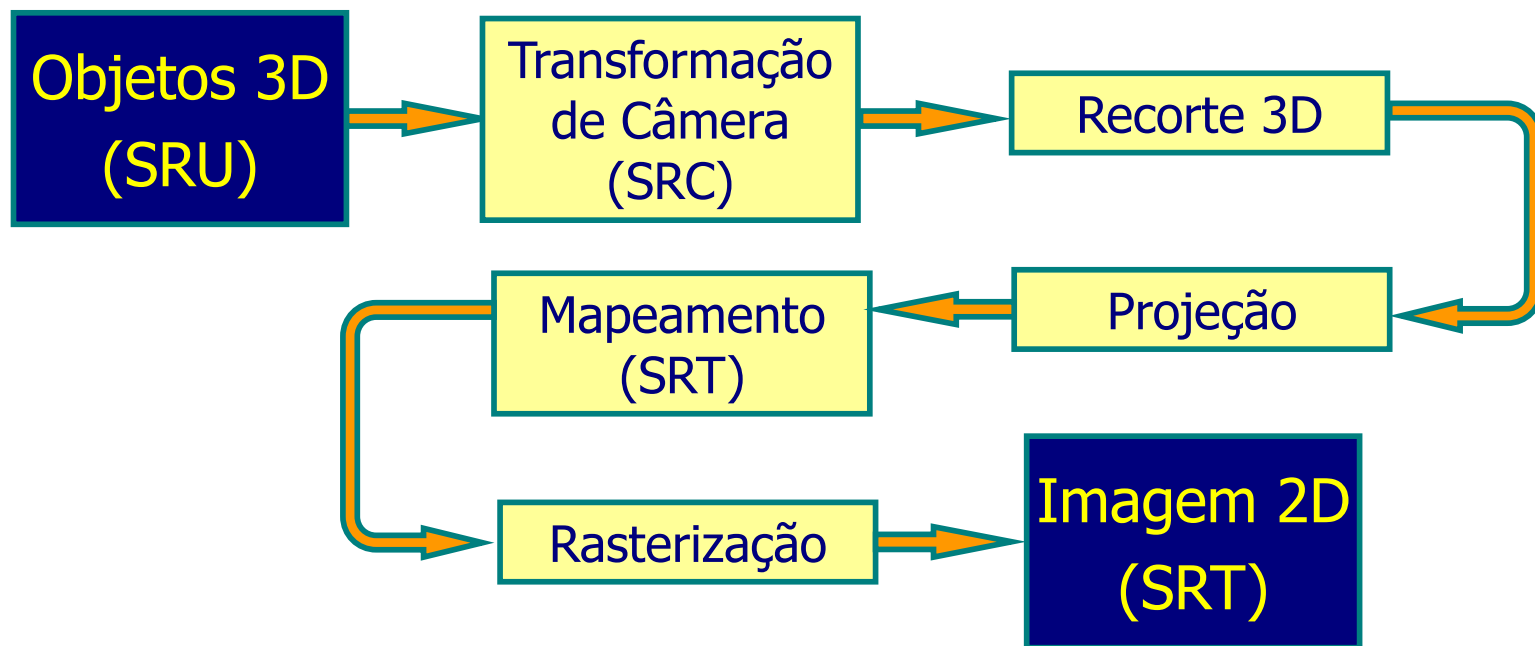 Objetos 3D
(SRU)
Transformação
de Câmera
(SRC)
Recorte 3D
Projeção
Mapeamento
(SRT)
Rasterização
Imagem 2D
(SRT)